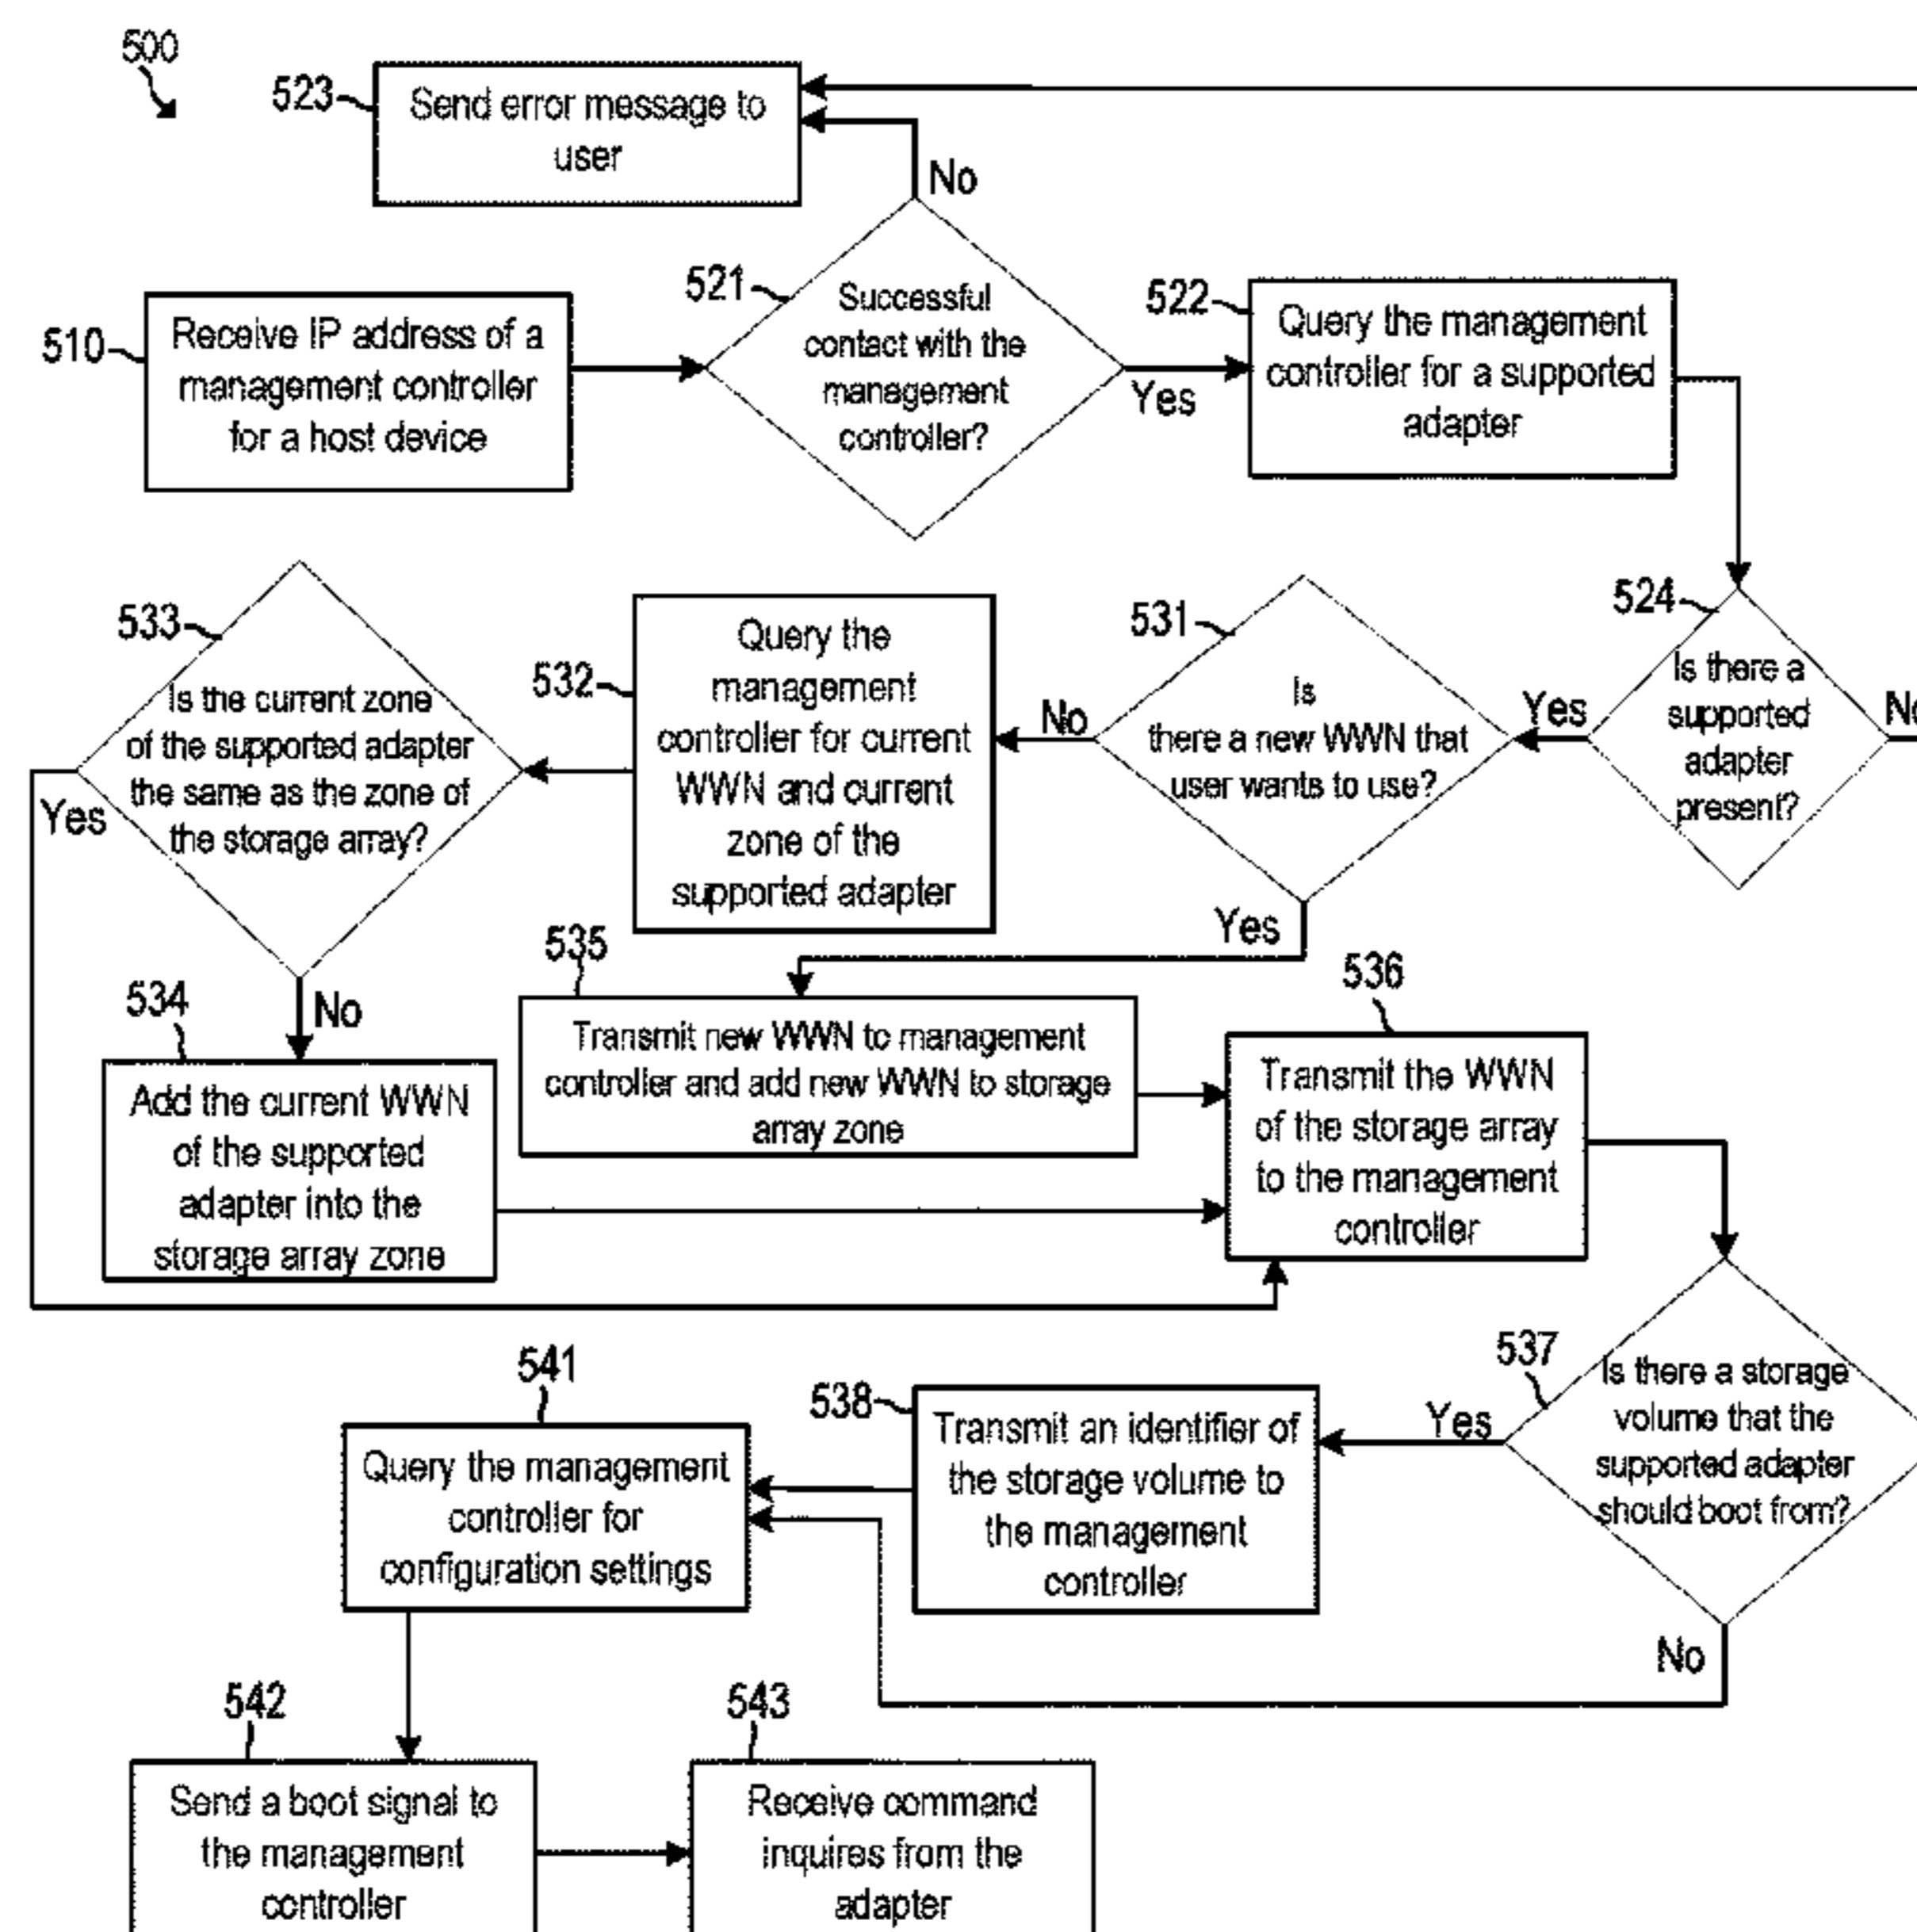 500
523
Send error message to
user
No
510
Receive IP address of a
management controller
for a host device
521
Successful
contact with the
management
controller?
Yes
522
Query the management
controller for a supported
adapter
533
Is the current zone
of the supported adapter
the same as the zone of
the storage array?
Yes
No
532
Query the
management
controller for current
WWN and current
zone of the
supported adapter
No
531
Is
there a new WWN that
user wants to use?
Yes
Yes
524
Is there a
supported
adapter
present?
No
534
Add the current WWN
of the supported
adapter into the
storage array zone
535
Transmit new WWN to management
controller and add new WWN to storage
array zone
536
Transmit the WWN
of the storage array
to the management
controller
541
Query the management
controller for
configuration settings
538
Transmit an identifier of
the storage volume to
the management
controller
Yes
537
Is there a storage
volume that the
supported adapter
should boot from?
No
542
Send a boot signal to
the management
controller
543
Receive command
inquires from the
adapter